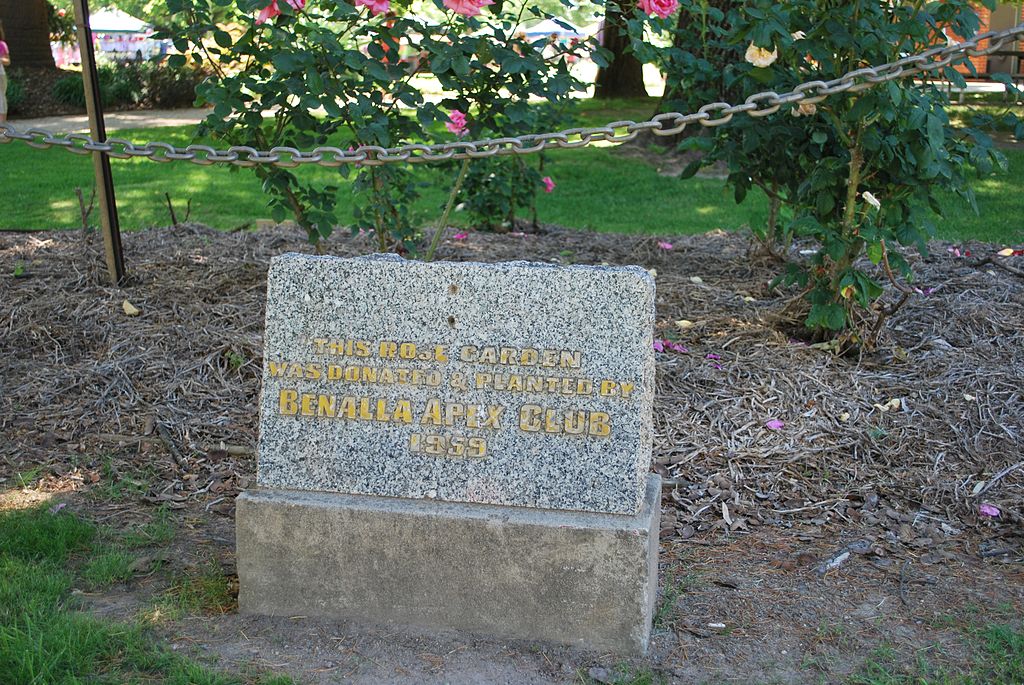 "THIS ROSE GARDEN
WAS DONATED & PLANTED BY
BENALLA APEX CLUB
1959